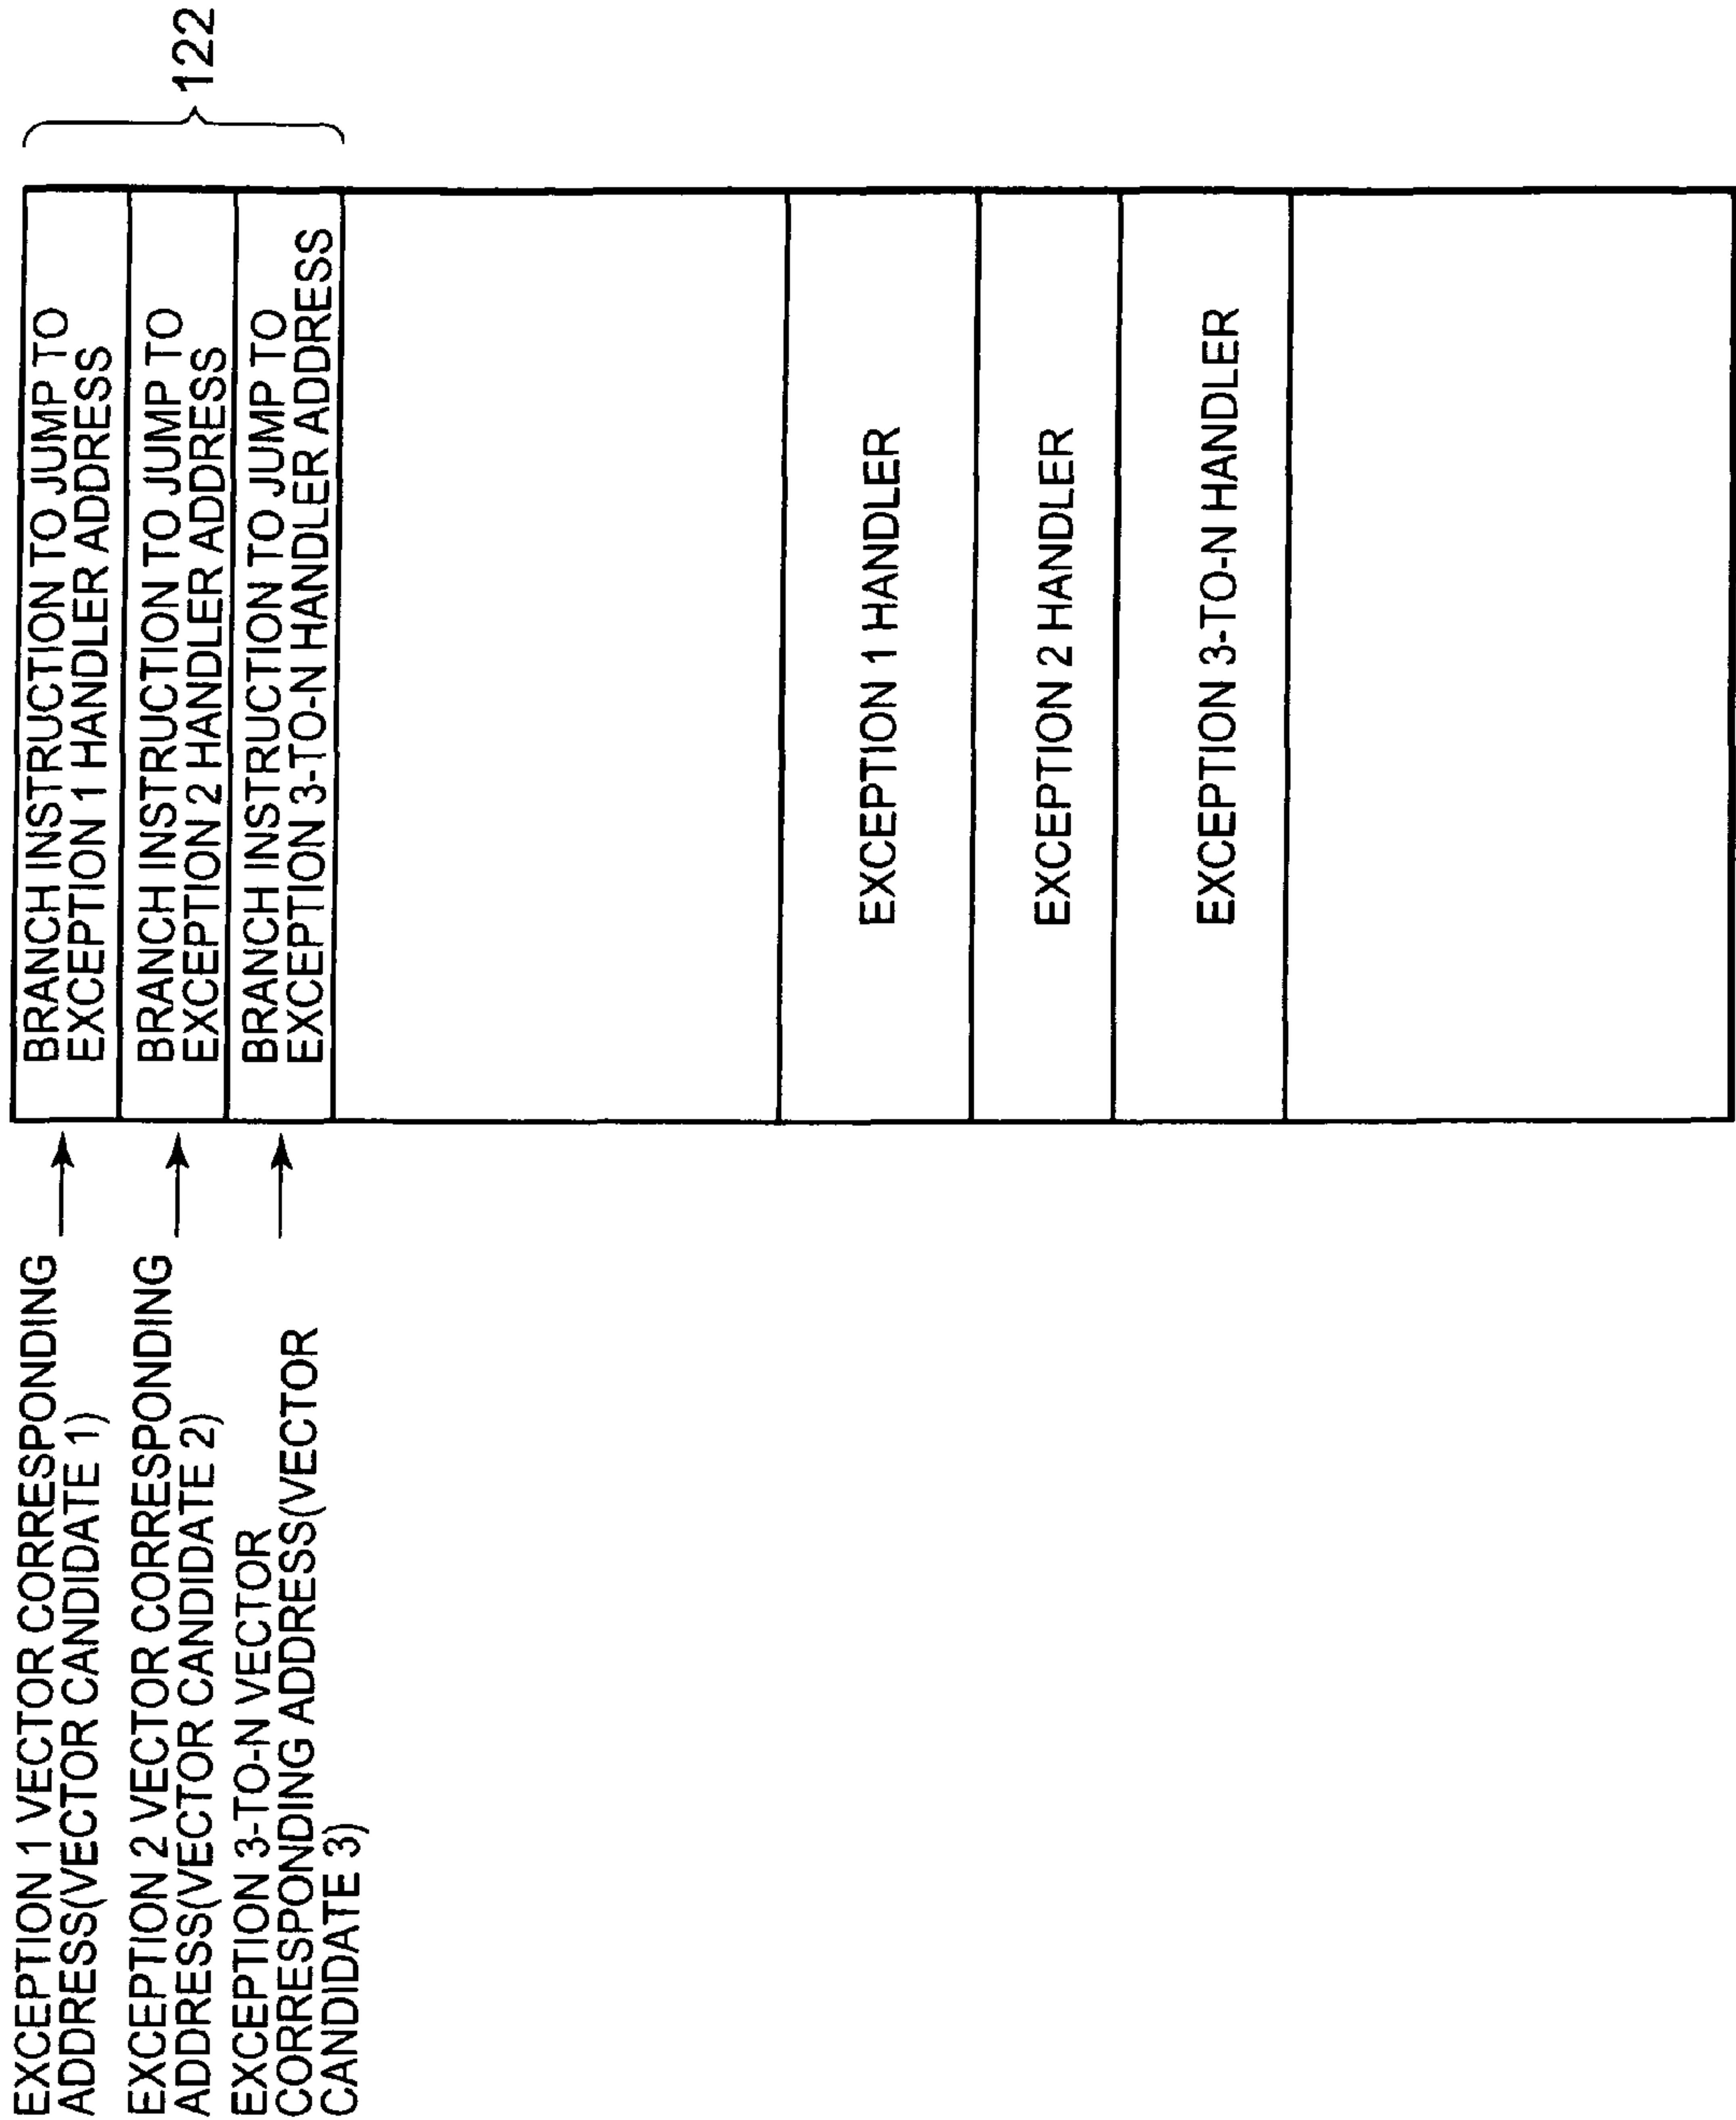 EXCEPTION 1 VECTOR CORRESPONDING
ADDRESS(VECTOR CANDIDATE 1)
EXCEPTION 2 VECTOR CORRESPONDING
ADDRESS(VECTOR CANDIDATE 2)
EXCEPTION 3-TO-N VECTOR
CORRESPONDING ADDRESS(VECTOR
CANDIDATE 3)
BRANCH INSTRUCTION TO JUMP TO
EXCEPTION 1 HANDLER ADDRESS
BRANCH INSTRUCTION TO JUMP TO
EXCEPTION 2 HANDLER ADDRESS
BRANCH INSTRUCTION TO JUMP TO
EXCEPTION 3-TO-N HANDLER ADDRESS
122
EXCEPTION 1 HANDLER
EXCEPTION 2 HANDLER
EXCEPTION 3-TO-N HANDLER